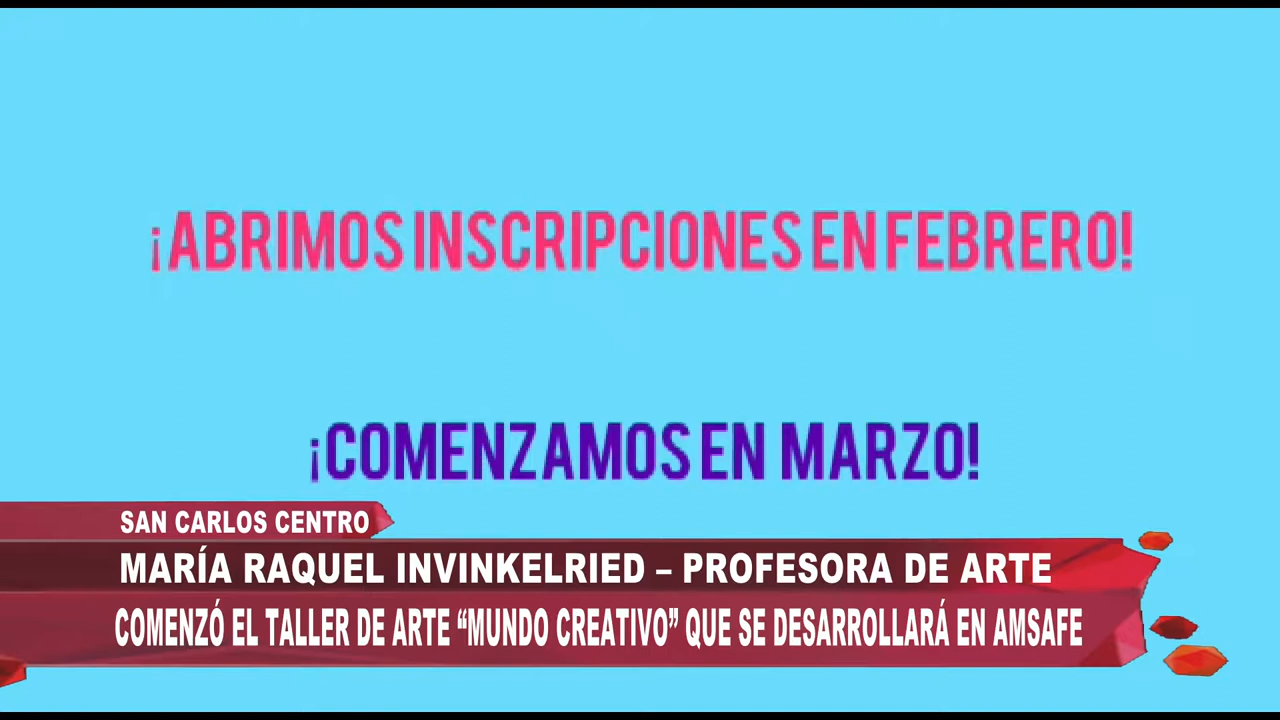 ¡ABRIMOS INSCRIPCIONES EN FEBRERO!
¡COMENZAMOS EN MARZO!
SAN CARLOS CENTRO
MARÍA RAQUEL INVINKELRIED – PROFESORA DE ARTE
COMENZÓ EL TALLER DE ARTE “MUNDO CREATIVO” QUE SE DESARROLLARÁ EN AMSAFE